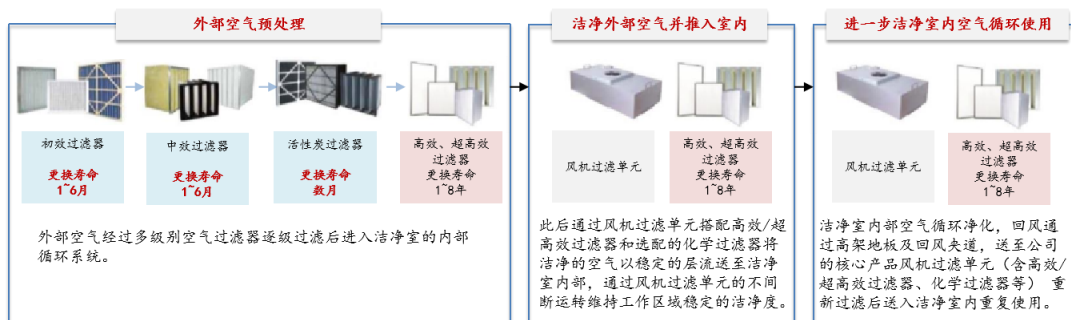 外部空气预处理
初效过滤器
更换寿命
1~6月
中效过滤器
更换寿命
1~6月
活性炭过滤器
更换寿命
数月
高效、超高效
过滤器
更换寿命
1~8年
外部空气经过多级别空气过滤器逐级过滤后进入洁净室的内部
循环系统。
洁净外部空气并推入室内
风机过滤单元
高效、超高效
过滤器
更换寿命
1~8年
此后通过风机过滤单元搭配高效/超
高效过滤器和选配的化学过滤器将
洁净的空气以稳定的层流送至洁净
室内部，通过风机过滤单元的不间
断运转维持工作区域稳定的洁净度。
进一步洁净室内空气循环使用
风机过滤单元
高效、超高效
过滤器
更换寿命
1~8年
洁净室内部空气循环净化，回风通
过高架地板及回风夹道，送至公司
的核心产品风机过滤单元（含高效/
超高效过滤器、化学过滤器等） 重
新过滤后送入洁净室内重复使用。